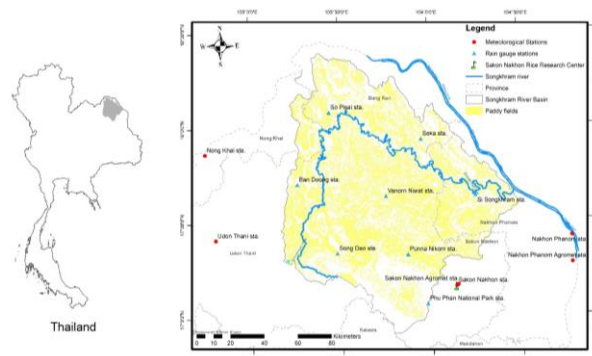 Thailand
N
W
E
S
Legend
Meteclorogical Stations
Rain gauge stations
Sakon Nakhon Rice Research Center
Songkhram river
Province
Songkhram River Basin
Paddy fields
So Pisai sta.
Seka sta.
Nong Khai
Nong Khai sta.
Ban Doung sta.
Vanorn Niwat sta.
Si Songkhram sta.
Nakhon Phanom
Udon Thani sta.
Udon Thani
Song Dao sta.
Punna Nikorn sta.
Sakon Nakhon
Nakhon Phanom sta.
Nakhon Phanom Agromet sta.
Sakon Nakhon Agromet sta.
Sakon Nakhon sta.
Phu Phan National Park sta.
0 10 20 40 60 80 Kilometers